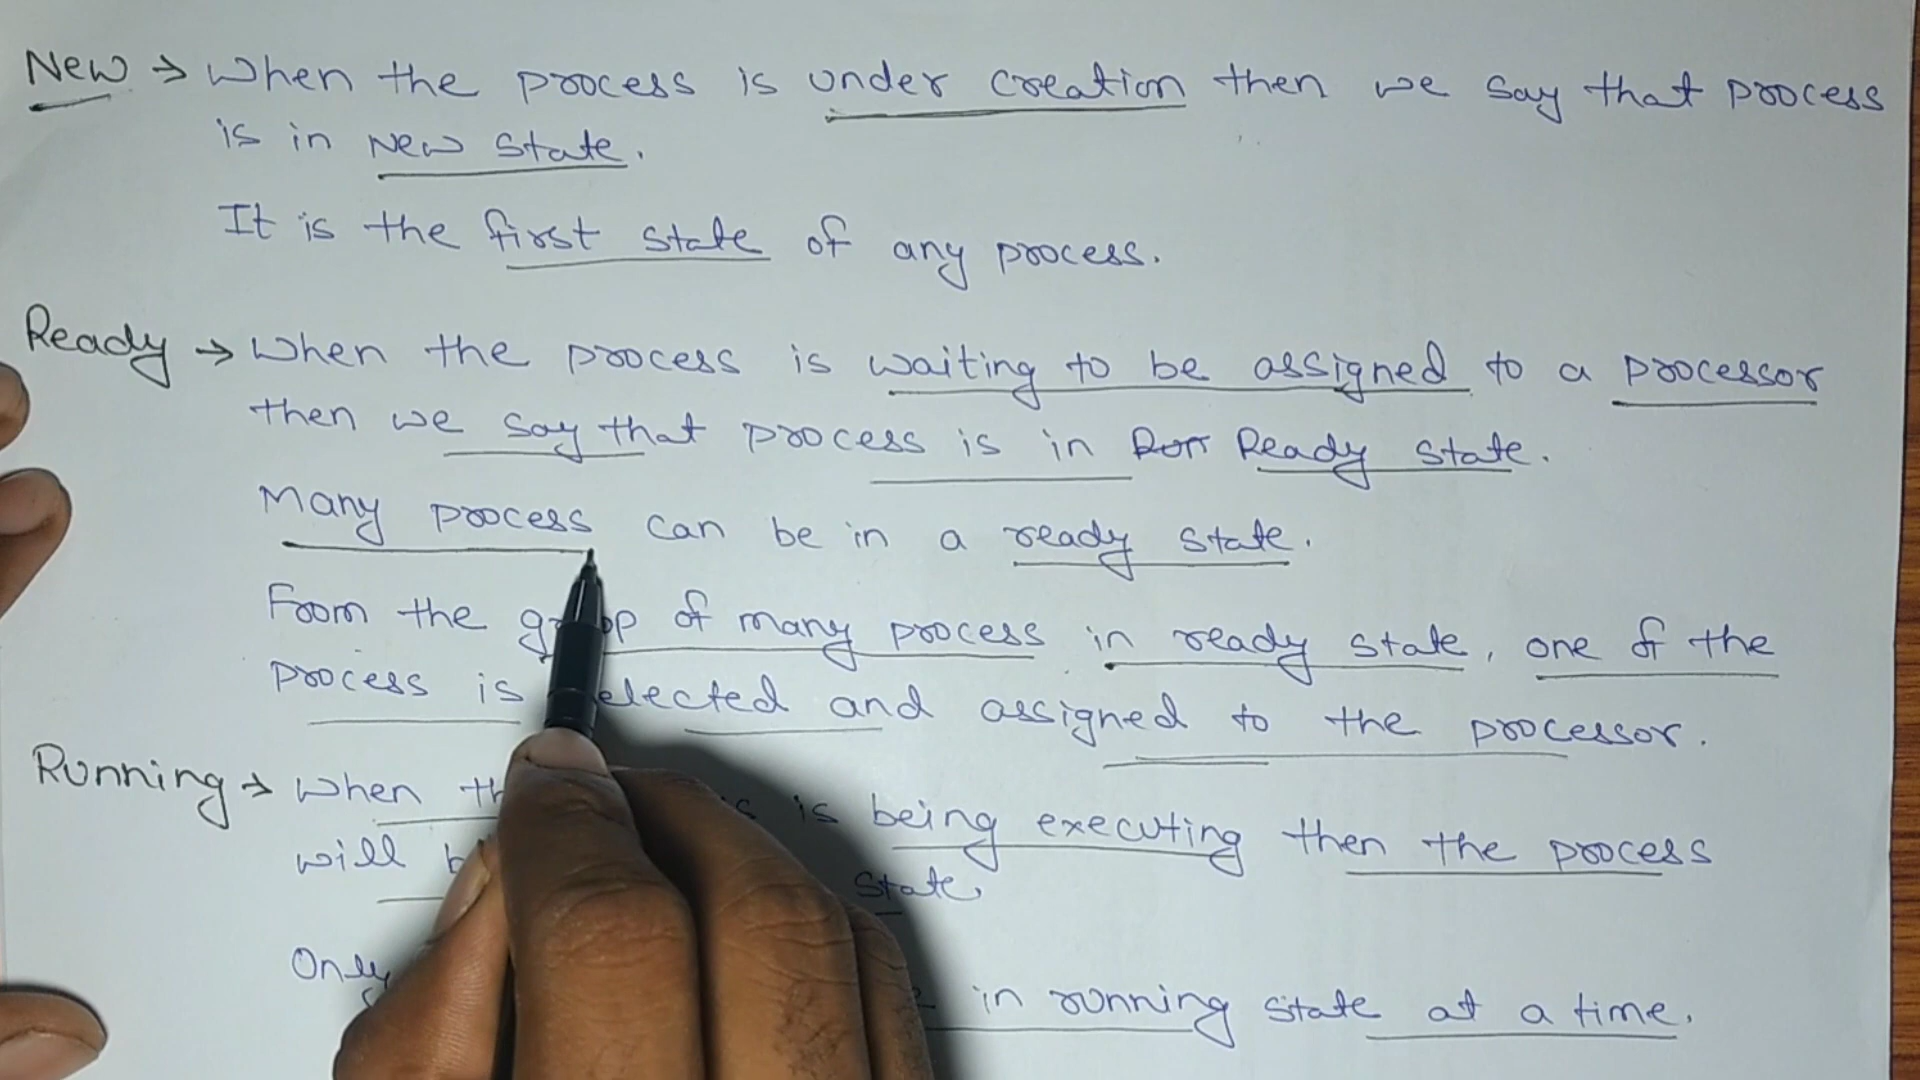 New → When the process is under creation then we say that process
is in New state.
It is the first state of any process.
Ready → When the process is waiting to be assigned to a processor
then we say that process is in Ready state.
Many process can be in a ready state.
From the of many process in ready state, one of the
process is and assigned to the processor.
Running → When is being executing then the process
will state.
Only in running state at a time.